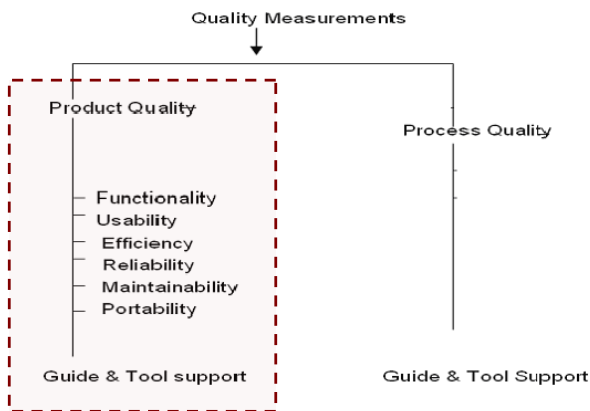 Quality Measurements
Product Quality
Process Quality
Functionality
Usability
Efficiency
Reliability
Maintainability
Portability
Guide & Tool support
Guide & Tool Support